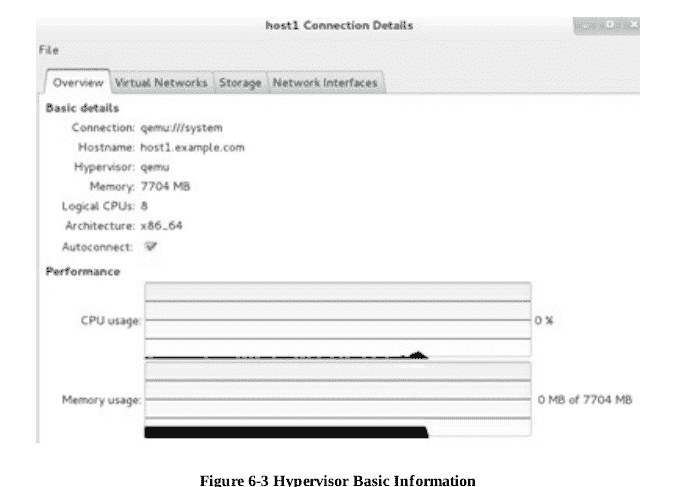 host1 Connection Details
File
Overview Virtual Networks Storage Network Interfaces
Basic details
Connection: qemu:///system
Hostname: host1.example.com
Hypervisor: qemu
Memory: 7704 MB
Logical CPUs: 8
Architecture: x86_64
Autoconnect:
Performance
CPU usage: 0 %
Memory usage: 0 MB of 7704 MB
Figure 6-3 Hypervisor Basic Information